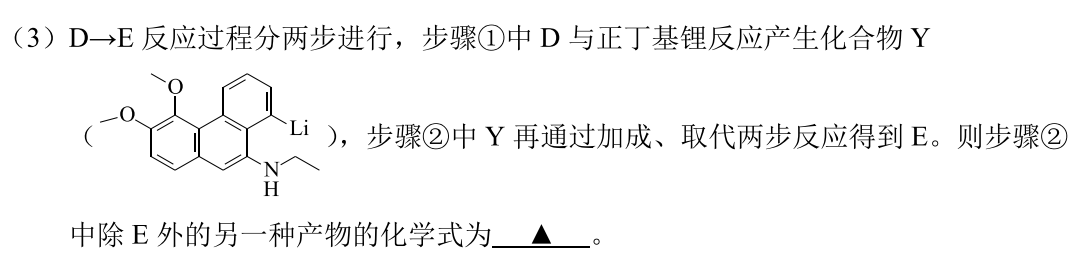 （3）D→E 反应过程分两步进行，步骤①中 D 与正丁基锂反应产生化合物 Y
（ O O Li N H ），步骤②中 Y 再通过加成、取代两步反应得到 E。则步骤②
中除 E 外的另一种产物的化学式为 ▲ 。